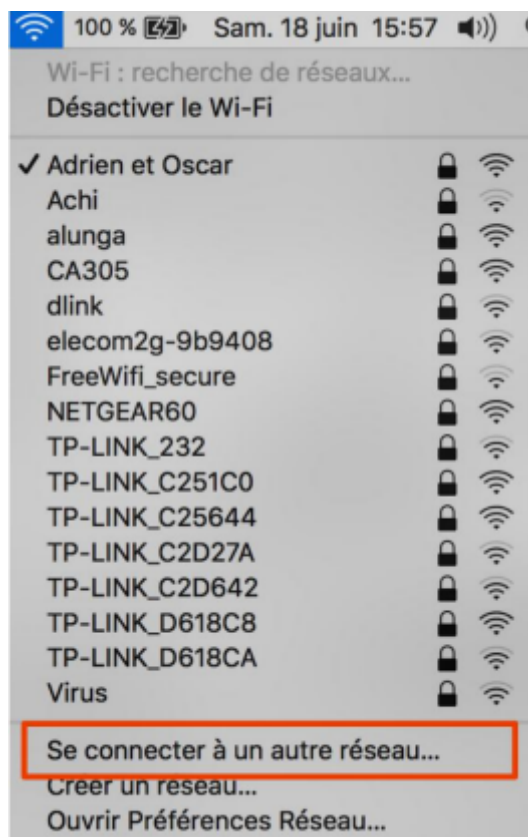 100 % Sam. 18 juin 15:57
Wi-Fi : recherche de réseaux...
Désactiver le Wi-Fi
Adrien et Oscar
Achi
alunga
CA305
dlink
elecom2g-9b9408
FreeWifi_secure
NETGEAR60
TP-LINK_232
TP-LINK_C251C0
TP-LINK_C25644
TP-LINK_C2D27A
TP-LINK_C2D642
TP-LINK_D618C8
TP-LINK_D618CA
Virus
Se connecter à un autre réseau...
Créer un réseau...
Ouvrir Préférences Réseau...